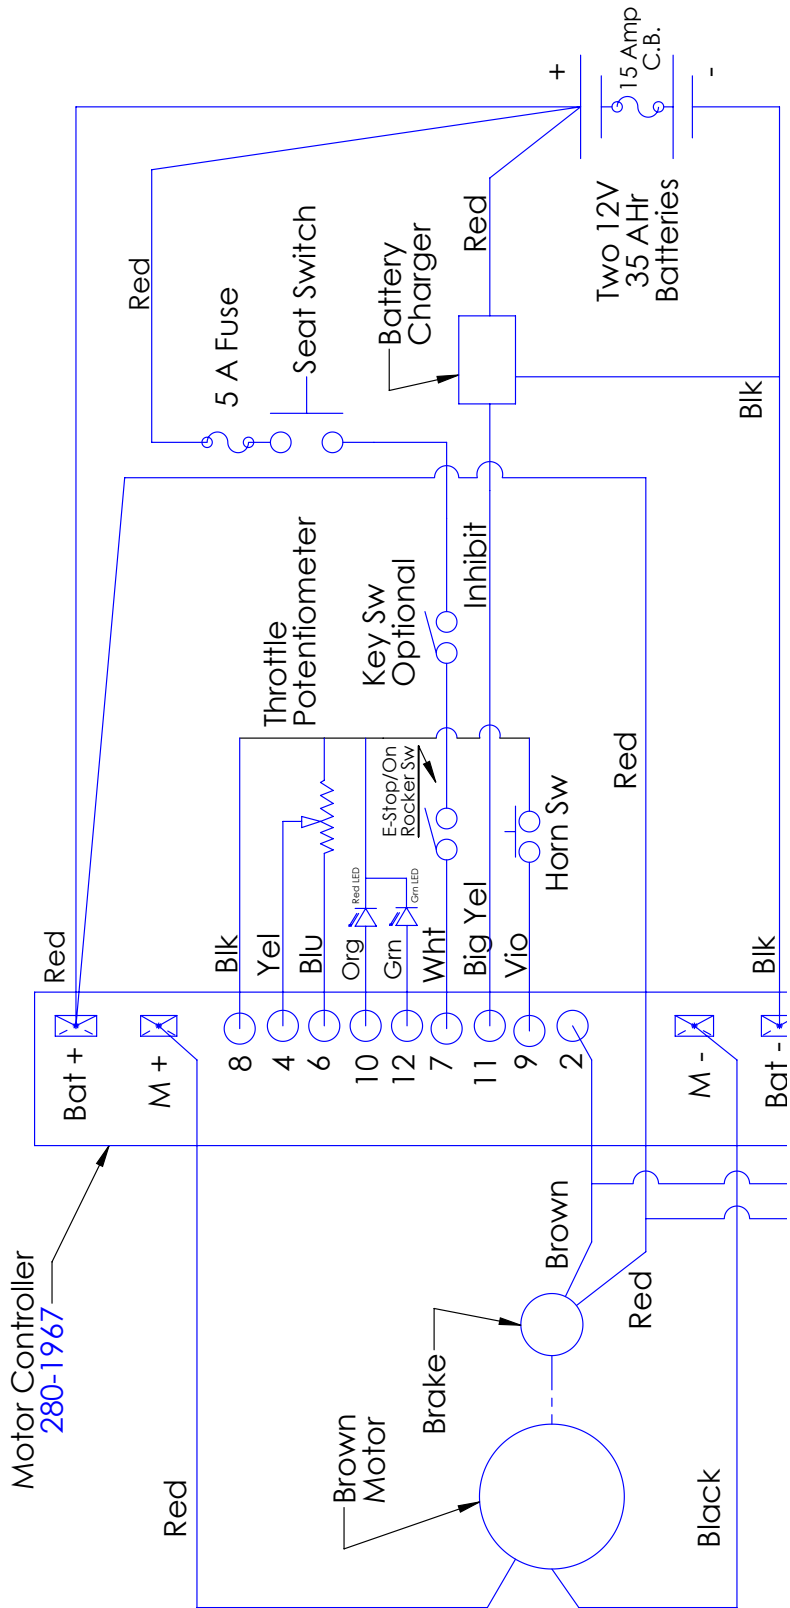 Motor Controller
280-1967
Red
Brown
Motor
Brake
Black
Brown
Red
Bat +
M +
8
4
6
10
12
7
11
9
2
M -
Bat -
Red
Blk
Yel
Blu
Org
Grn
Wht
Big Yel
Vio
Blk
Red LED
Grn LED
E-Stop/On
Rocker Sw
Horn Sw
Throttle
Potentiometer
Key Sw
Optional
Inhibit
Red
Red
5 A Fuse
Seat Switch
Battery
Charger
Red
Blk
Two 12V
35 AHr
Batteries
+
15 Amp
C.B.
-